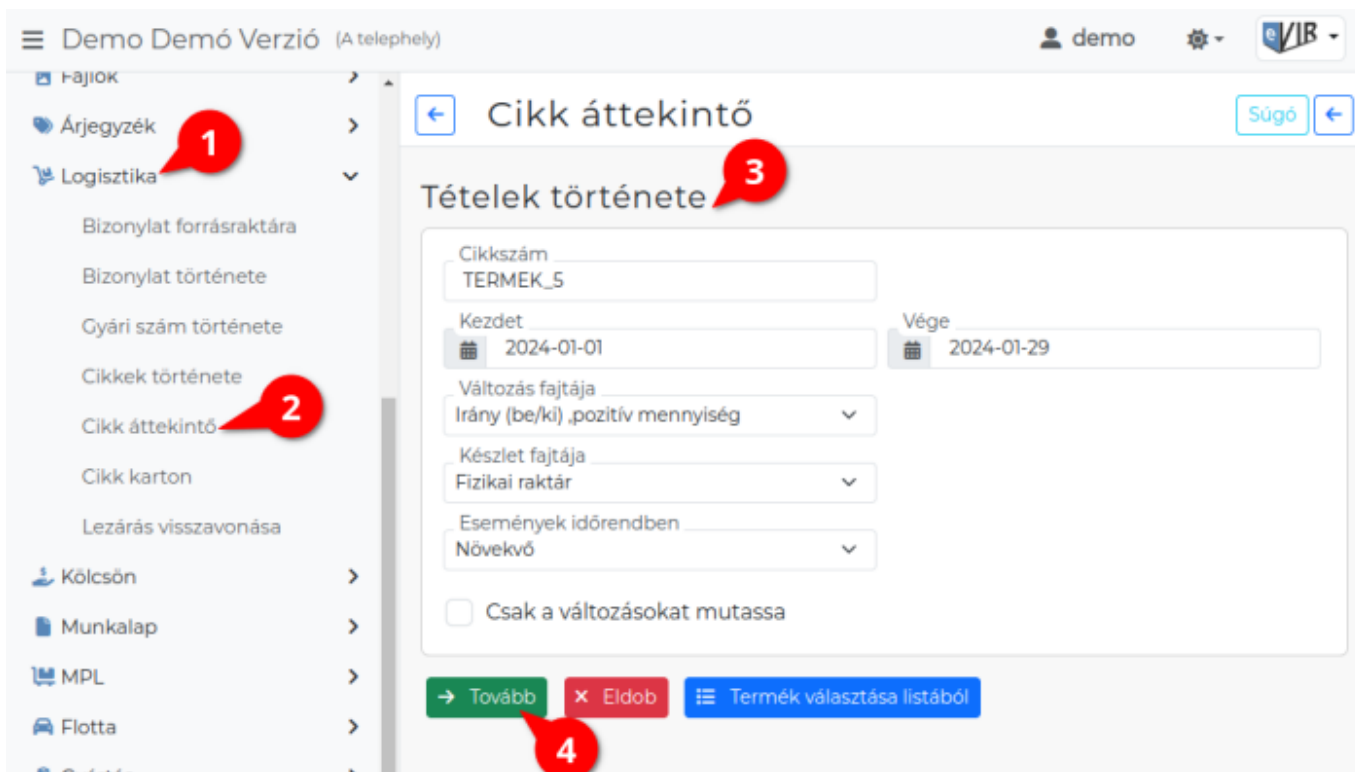 Demo Demó Verzió (A telephely)
demo
eVIR
Fájlok
Árjegyzék
1
Logisztika
Bizonylat forrásraktára
Bizonylat története
Gyári szám története
Cikkek története
Cikk áttekintő
2
Cikk karton
Lezárás visszavonása
Kölcsön
Munkalap
MPL
Flotta
Cikk áttekintő
Súgó
Tételek története
3
Cikkszám
TERMEK_5
Kezdet
2024-01-01
Vége
2024-01-29
Változás fajtája
Irány (be/ki) ,pozitív mennyiség
Készlet fajtája
Fizikai raktár
Események időrendben
Növekvő
Csak a változásokat mutassa
Tovább
Eldob
Termék választása listából
4